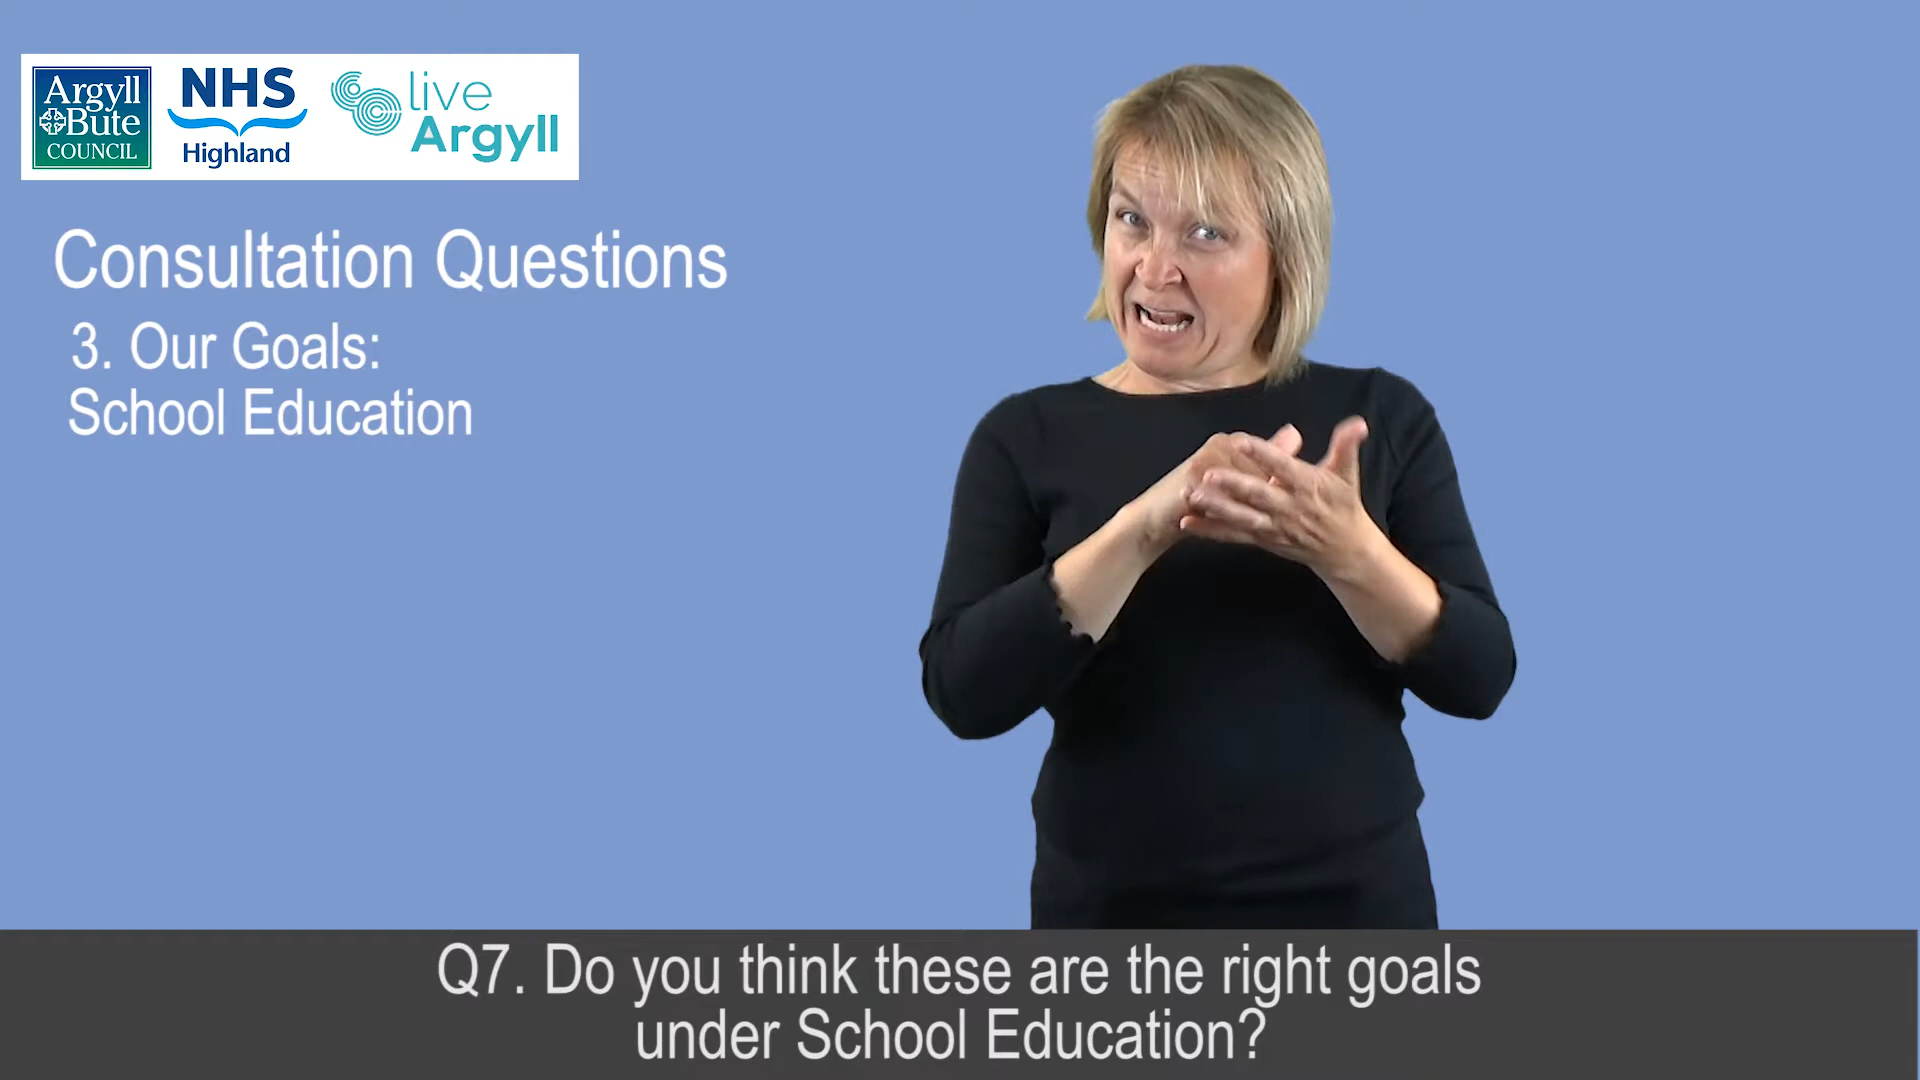 Argyll
Bute
COUNCIL
NHS
Highland
live
Argyll
Consultation Questions
3. Our Goals:
School Education
Q7. Do you think these are the right goals
under School Education?